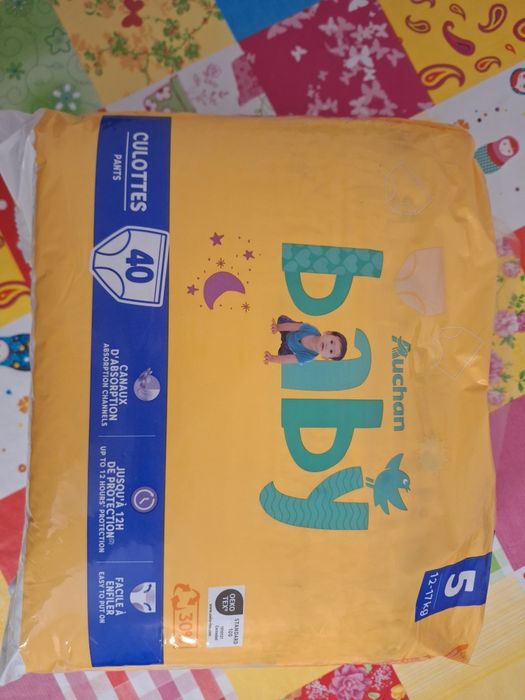 Auchan
baby
5
12-17 kg
CULOTTES
PANTS
40
CANAUX
D'ABSORPTION
ABSORPTION CHANNELS
JUSQU'À 12H
DE PROTECTION(2)
UP TO 12 HOURS' PROTECTION
FACILE À
ENFILER
EASY TO PUT ON
30%
OEKO
TEX®
STANDARD
100